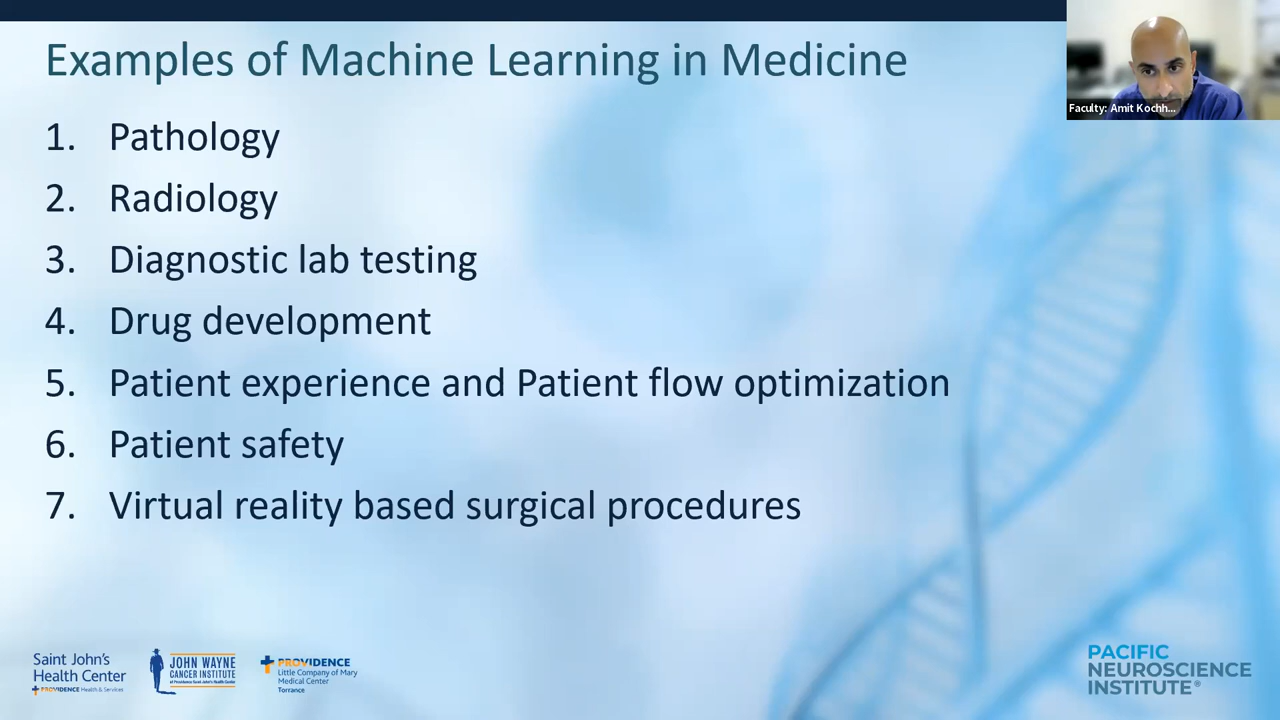 Examples of Machine Learning in Medicine
Faculty: Amit Kochh...
1. Pathology
2. Radiology
3. Diagnostic lab testing
4. Drug development
5. Patient experience and Patient flow optimization
6. Patient safety
7. Virtual reality based surgical procedures
Saint John's
Health Center
PROVIDENCE Health & Services
JOHN WAYNE
CANCER INSTITUTE
at Providence Saint John's Health Center
PROVIDENCE
Little Company of Mary
Medical Center
Torrance
PACIFIC
NEUROSCIENCE
INSTITUTE®